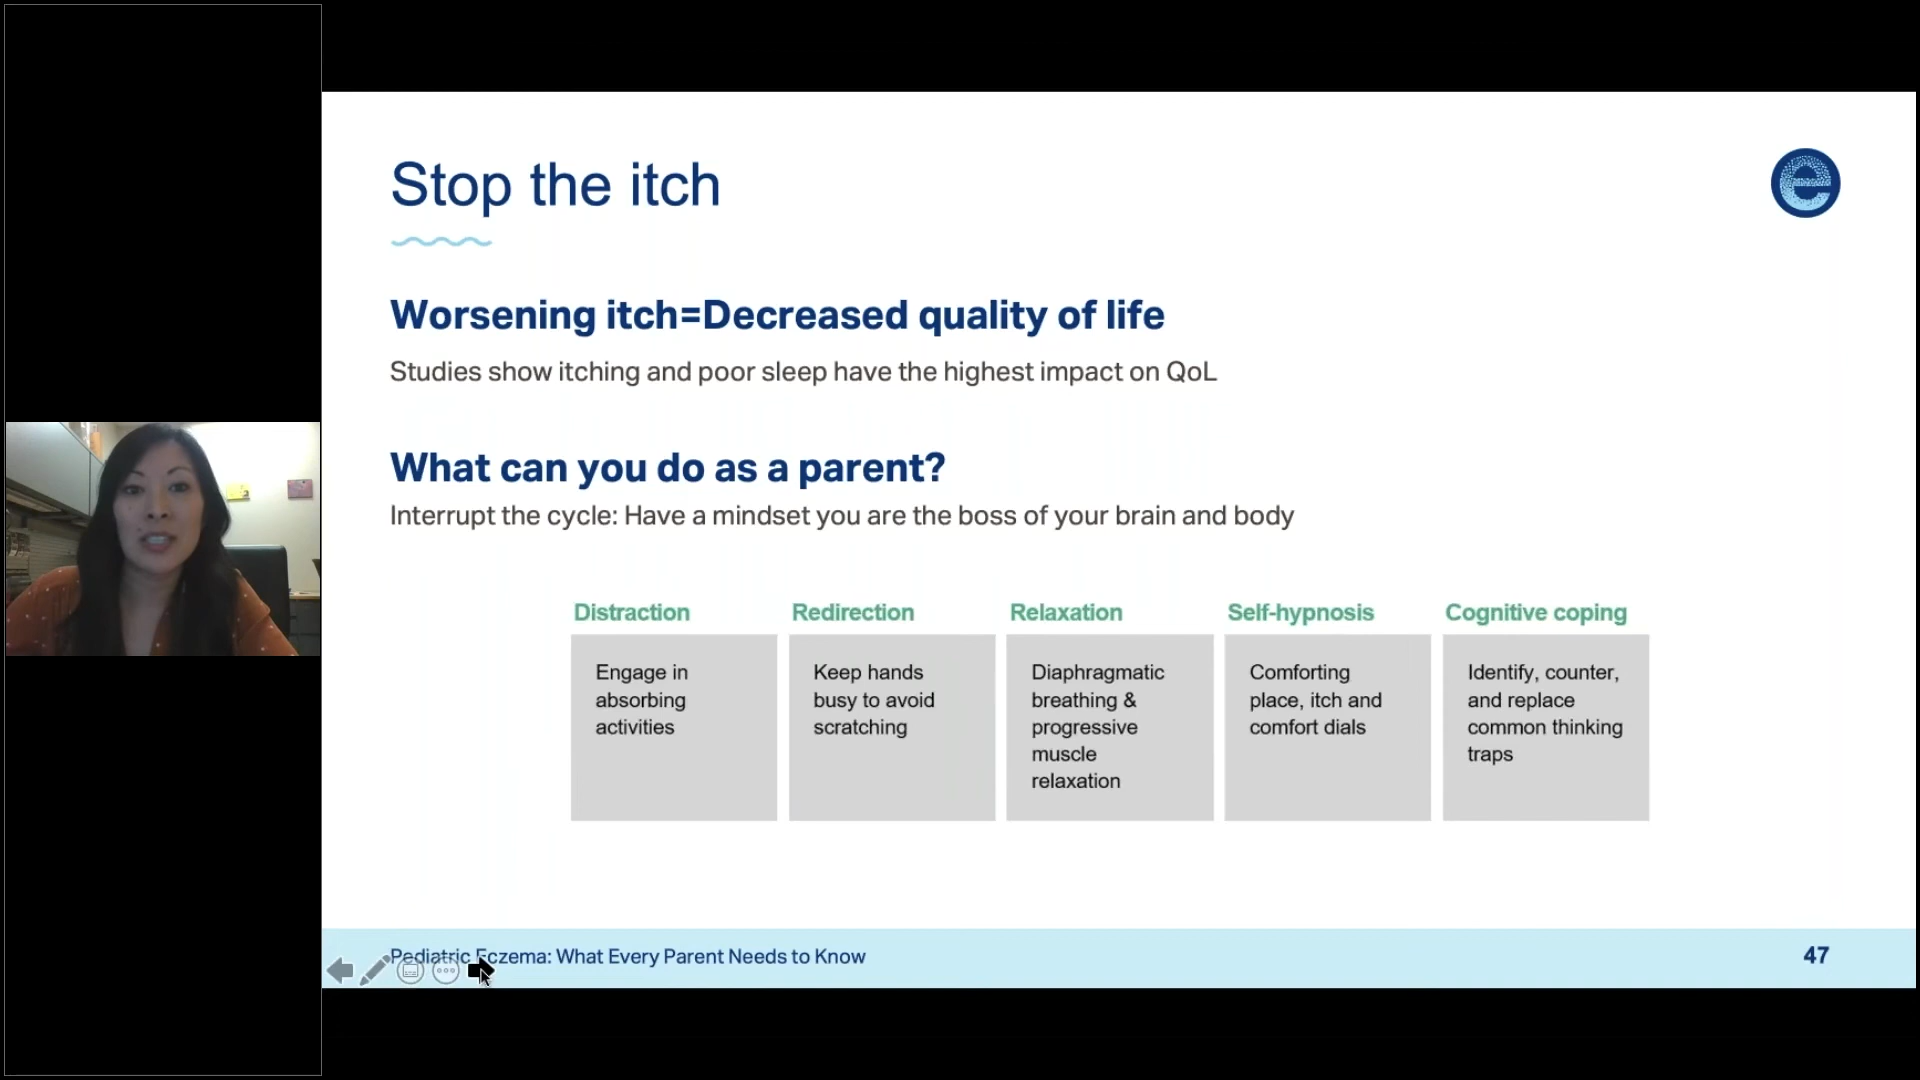 Stop the itch
Worsening itch=Decreased quality of life
Studies show itching and poor sleep have the highest impact on QoL
What can you do as a parent?
Interrupt the cycle: Have a mindset you are the boss of your brain and body
Distraction
Engage in
absorbing
activities
Redirection
Keep hands
busy to avoid
scratching
Relaxation
Diaphragmatic
breathing &
progressive
muscle
relaxation
Self-hypnosis
Comforting
place, itch and
comfort dials
Cognitive coping
Identify, counter,
and replace
common thinking
traps
Pediatric Eczema: What Every Parent Needs to Know
47